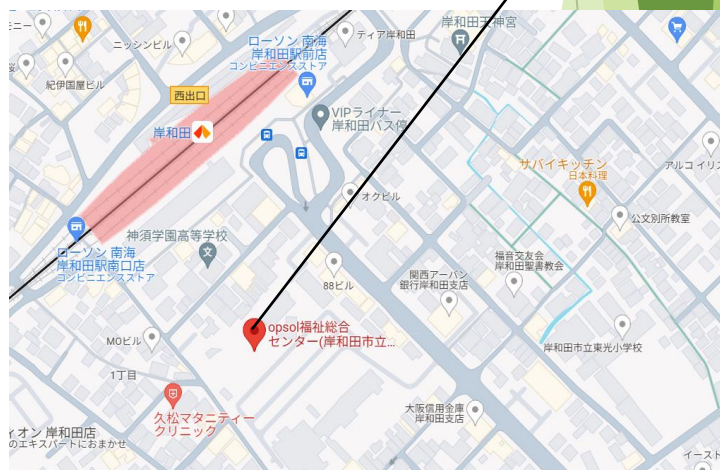 モニー
ニッシンビル
紀伊国屋ビル
西出口
岸和田
ローソン 南海
岸和田駅前店
コンビニエンスストア
ティア岸和田
岸和田天神宮
VIPライナー
岸和田バス停
オクビル
サバイキッチン
日本料理
アルコ イリス
公文別所教室
神須学園高等学校
ローソン 南海
岸和田駅南口店
コンビニエンスストア
88ビル
関西アーバン
銀行岸和田支店
福音交友会
岸和田聖書教会
opsol福祉総合
センター(岸和田市立...
MOビル
1丁目
岸和田市立東光小学校
久松マタニティー
クリニック
大阪信用金庫
岸和田支店
ィオン 岸和田店
のエキスパートにおまかせ
イースト